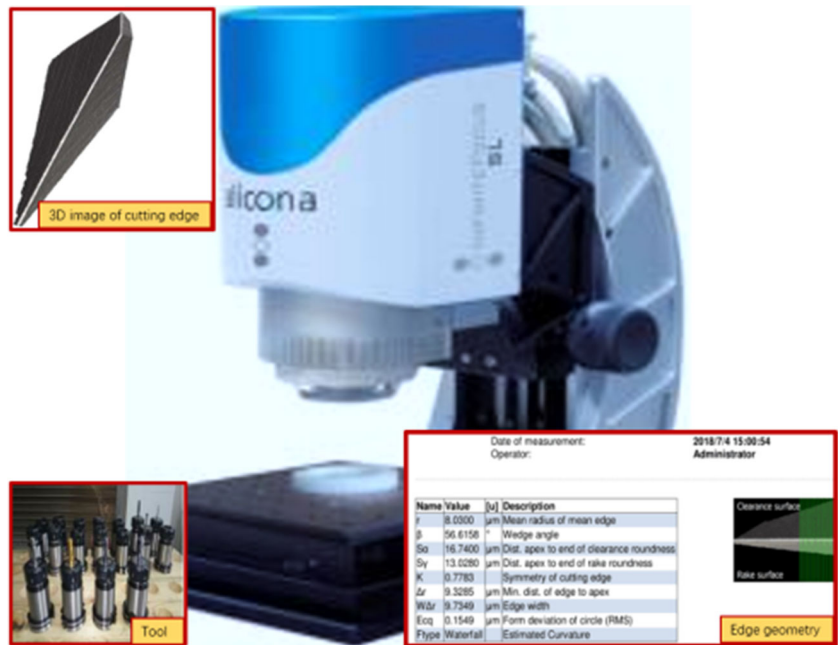 3D image of cutting edge
alicona
SL
Tool
Date of measurement: 2018/7/4 15:00:54
Operator: Administrator
Name Value [u] Description
r 8.0300 µm Mean radius of mean edge
β 56.6158 ° Wedge angle
Sα 16.7400 µm Dist. apex to end of clearance roundness
Sγ 13.0280 µm Dist. apex to end of rake roundness
K 0.7783 Symmetry of cutting edge
Δr 9.3285 µm Min. dist. of edge to apex
WΔr 9.7349 µm Edge width
Ecq 0.1549 µm Form deviation of circle (RMS)
Ftype Waterfall Estimated Curvature
Clearance surface
Rake surface
Edge geometry